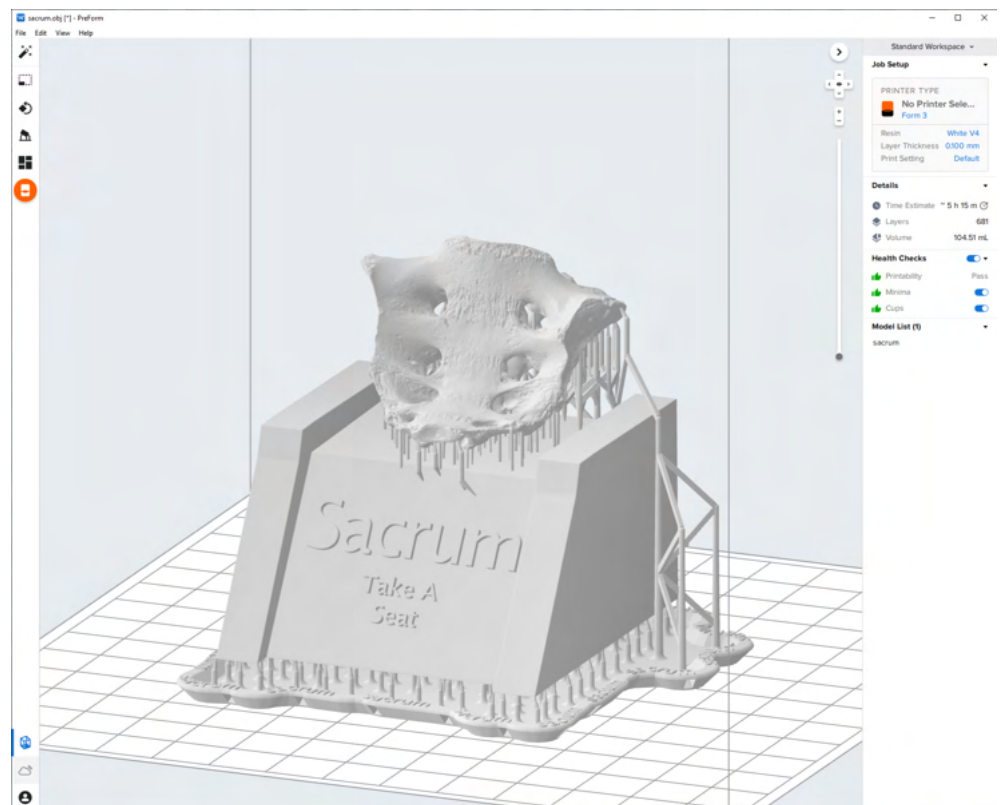 sacrum.obj [*] - PreForm
File Edit View Help
Standard Workspace
Job Setup
PRINTER TYPE
No Printer Sele...
Form 3
Resin White V4
Layer Thickness 0.100 mm
Print Setting Default
Details
Time Estimate ~ 5 h 15 m
Layers 681
Volume 104.51 mL
Health Checks
Printability Pass
Minima
Cups
Model List (1)
sacrum
Sacrum
Take A
Seat